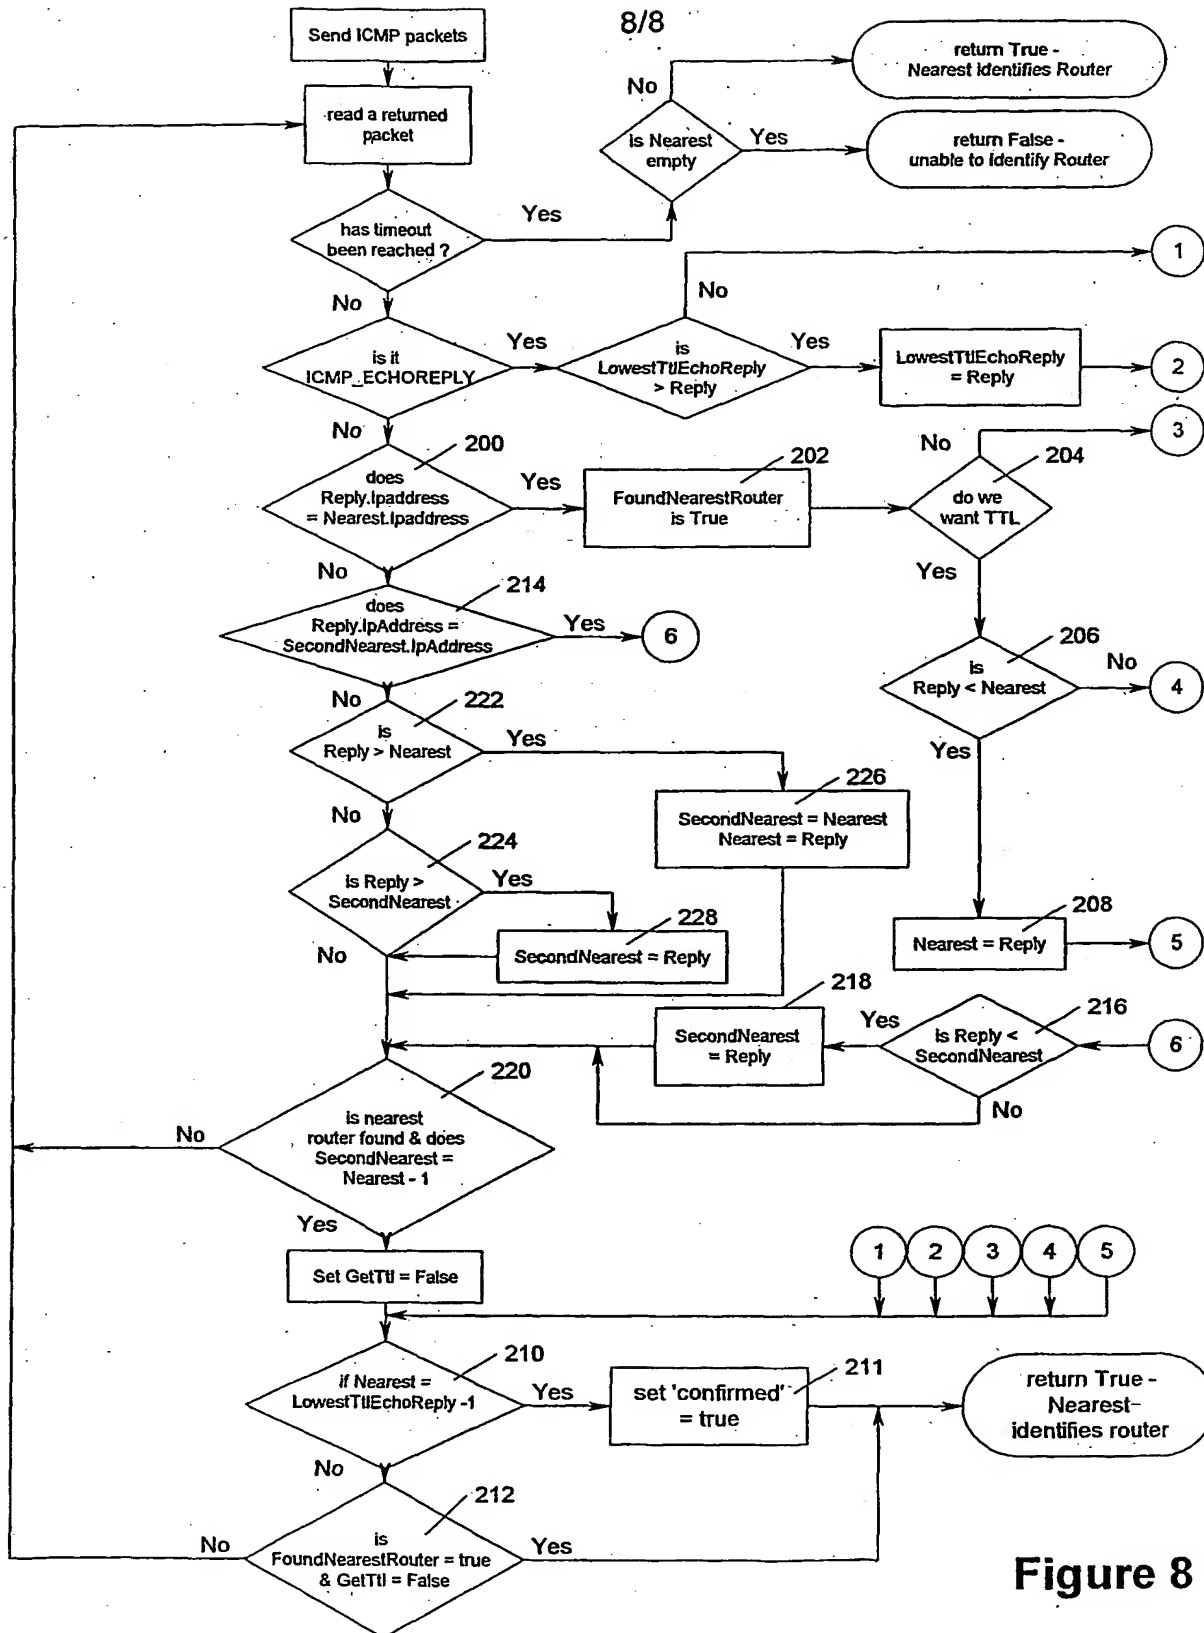 8/8
Send ICMP packets
return True -
Nearest Identifies Router
No
read a returned
packet
is Nearest
empty
Yes
return False -
unable to Identify Router
has timeout
been reached ?
Yes
1
No
No
is it
ICMP_ECHOREPLY
Yes
is
LowestTtlEchoReply
> Reply
Yes
LowestTtlEchoReply
= Reply
2
No
3
No
200
202
204
does
Reply.Ipaddress
= Nearest.Ipaddress
Yes
FoundNearestRouter
is True
do we
want TTL
No
Yes
214
does
Reply.IpAddress =
SecondNearest.IpAddress
Yes
6
206
is
Reply < Nearest
No
4
No
222
is
Reply > Nearest
Yes
Yes
226
SecondNearest = Nearest
Nearest = Reply
No
224
is Reply >
SecondNearest
Yes
228
SecondNearest = Reply
No
208
Nearest = Reply
5
218
SecondNearest
= Reply
Yes
216
is Reply <
SecondNearest
6
No
220
is nearest
router found & does
SecondNearest =
Nearest - 1
No
Yes
Set GetTtl = False
1
2
3
4
5
210
if Nearest =
LowestTtlEchoReply -1
Yes
211
set 'confirmed'
= true
return True -
Nearest-
identifies router
No
212
is
FoundNearestRouter = true
& GetTtl = False
No
Yes
Figure 8